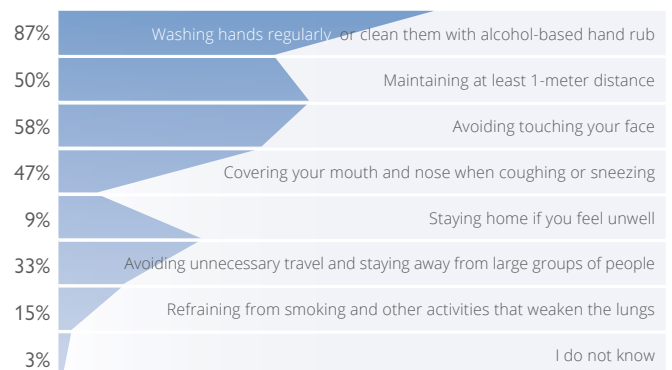 87% Washing hands regularly or clean them with alcohol-based hand rub
50% Maintaining at least 1-meter distance
58% Avoiding touching your face
47% Covering your mouth and nose when coughing or sneezing
9% Staying home if you feel unwell
33% Avoiding unnecessary travel and staying away from large groups of people
15% Refraining from smoking and other activities that weaken the lungs
3% I do not know